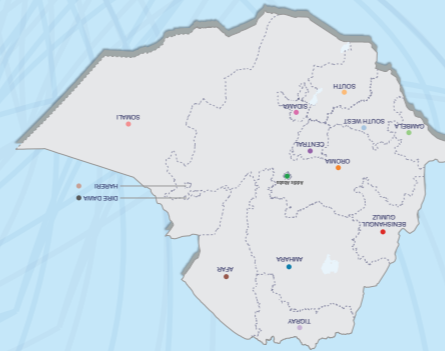 TIGRAY
AFAR
AMHARA
BENISHANGUL
GUMUZ
DIRE DAWA
HARERI
OROMIA
CENTRAL
GAMBELA
SOUTH WEST
SIDAMA
SOMALI
SOUTH